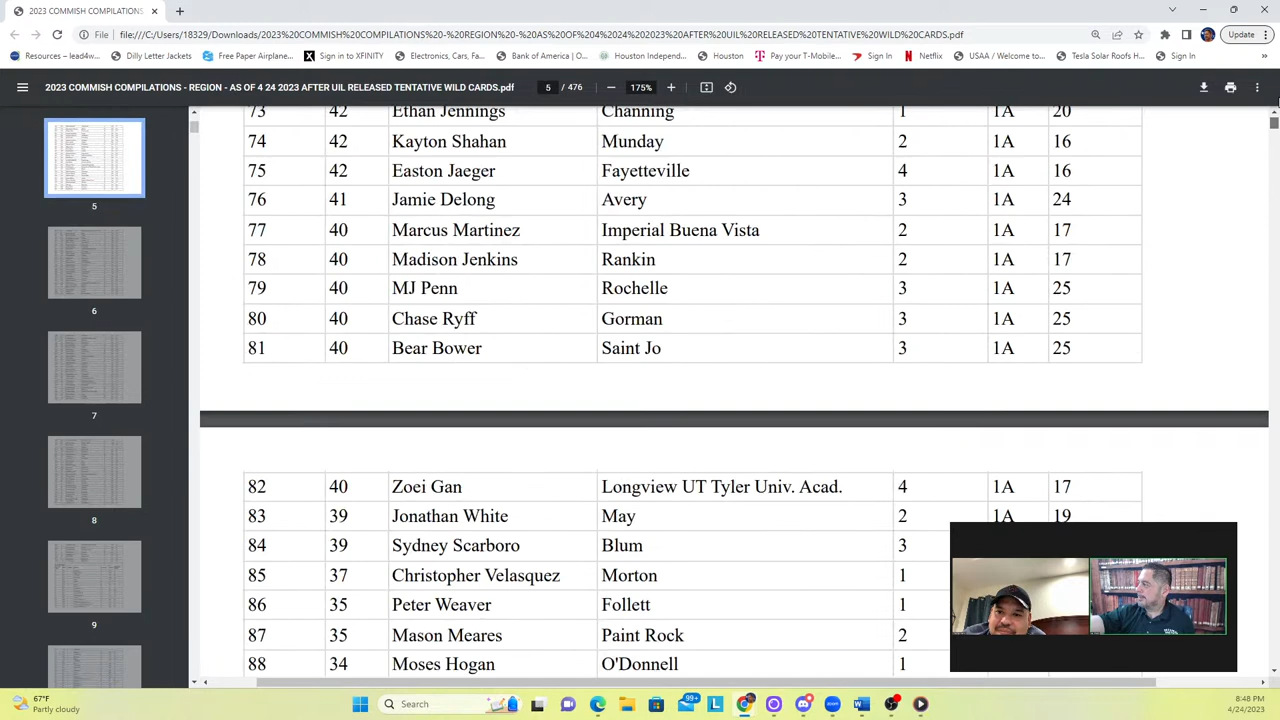 2023 COMMISH COMPILATIONS
File file:///C:/Users/18329/Downloads/2023%20COMMISH%20COMPILATIONS%20-%20REGION%20-%20AS%20OF%204%2024%202023%20AFTER%20UIL%20RELEASED%20TENTATIVE%20WILD%20CARDS.pdf Update
Resources – lead4w... Dilly Letter Jackets Free Paper Airplane... Sign in to XFINITY Electronics, Cars, Fa... Bank of America | O... Houston Independ... Houston Pay your T-Mobile... Sign In Netflix USAA / Welcome to... Tesla Solar Roofs H... Sign In
2023 COMMISH COMPILATIONS - REGION - AS OF 4 24 2023 AFTER UIL RELEASED TENTATIVE WILD CARDS.pdf 5 / 476 175%
73 42 Ethan Jennings Channing 1 1A 20
74 42 Kayton Shahan Munday 2 1A 16
75 42 Easton Jaeger Fayetteville 4 1A 16
76 41 Jamie Delong Avery 3 1A 24
77 40 Marcus Martinez Imperial Buena Vista 2 1A 17
78 40 Madison Jenkins Rankin 2 1A 17
79 40 MJ Penn Rochelle 3 1A 25
80 40 Chase Ryff Gorman 3 1A 25
81 40 Bear Bower Saint Jo 3 1A 25
82 40 Zoei Gan Longview UT Tyler Univ. Acad. 4 1A 17
83 39 Jonathan White May 2 1A 19
84 39 Sydney Scarboro Blum 3
85 37 Christopher Velasquez Morton 1
86 35 Peter Weaver Follett 1
87 35 Mason Meares Paint Rock 2
88 34 Moses Hogan O'Donnell 1
5
6
7
8
9
67°F
Partly cloudy
Search
99+
8:48 PM
4/24/2023